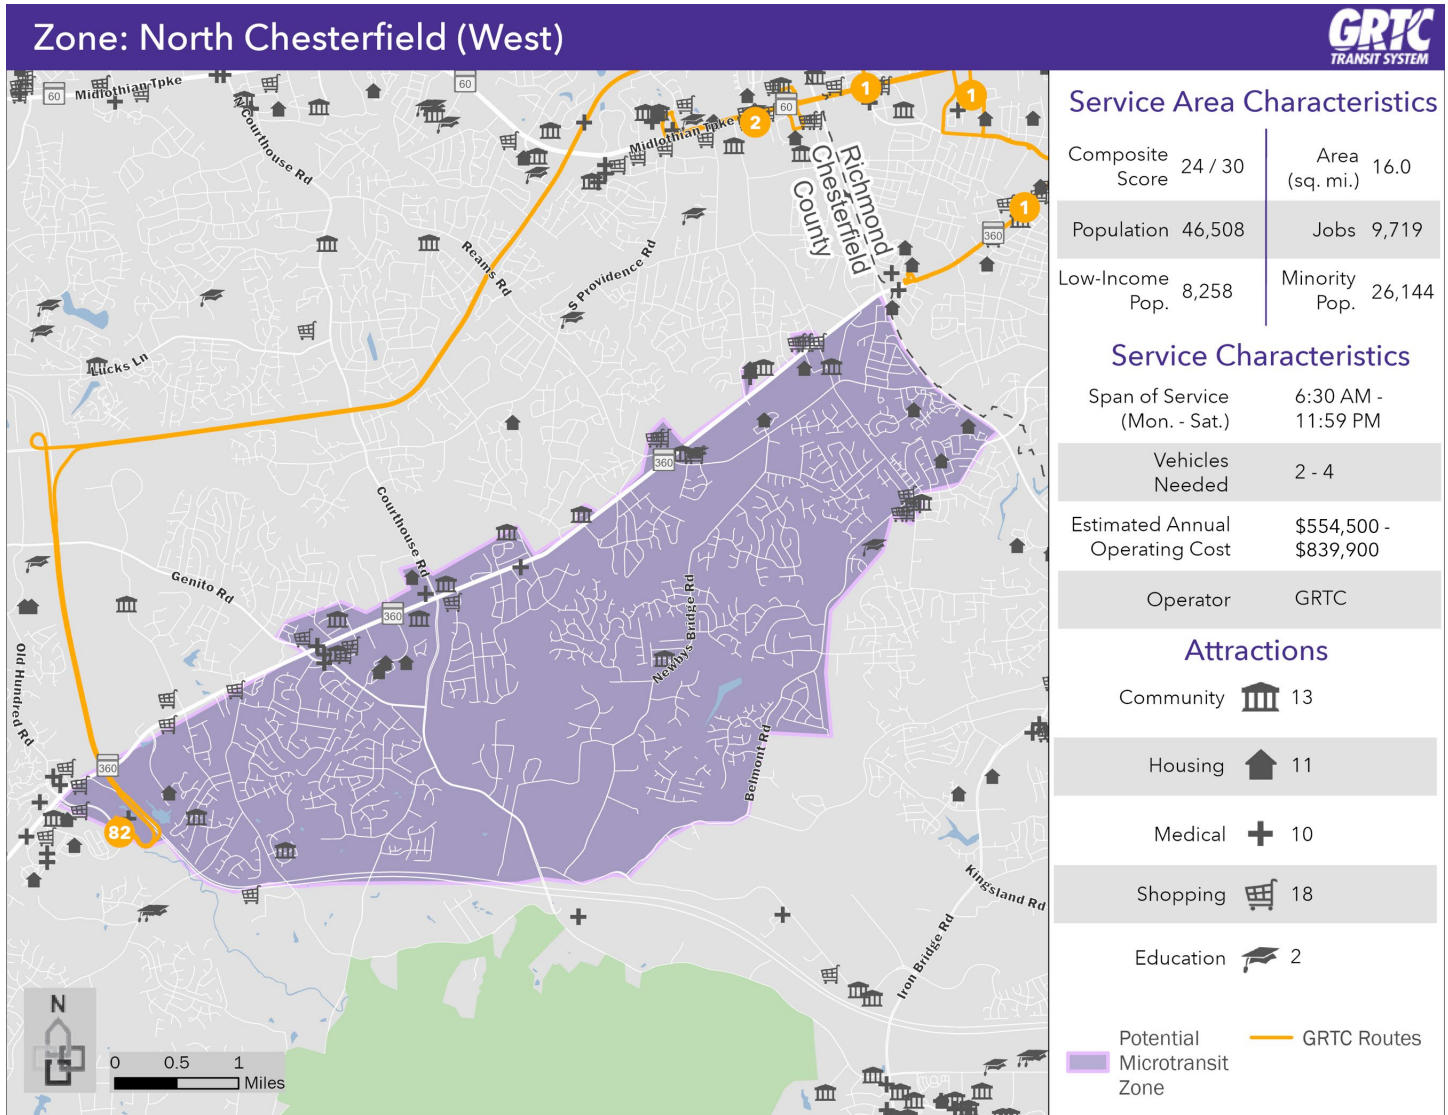 Zone: North Chesterfield (West)
GRTC
TRANSIT SYSTEM
60
Midlothian Tpke
N Courthouse Rd
60
Midlothian Tpke
2
60
1
1
1
360
Richmond
Chesterfield
County
Reams Rd
S Providence Rd
Lucks Ln
360
Courthouse Rd
Genito Rd
360
Newbys Bridge Rd
Old Hundred Rd
360
Belmont Rd
82
Kingsland Rd
Iron Bridge Rd
N
0 0.5 1
Miles
Service Area Characteristics
Composite Score 24 / 30
Area (sq. mi.) 16.0
Population 46,508
Jobs 9,719
Low-Income Pop. 8,258
Minority Pop. 26,144
Service Characteristics
Span of Service 6:30 AM -
(Mon. - Sat.) 11:59 PM
Vehicles
Needed 2 - 4
Estimated Annual $554,500 -
Operating Cost $839,900
Operator GRTC
Attractions
Community 13
Housing 11
Medical 10
Shopping 18
Education 2
Potential
Microtransit
Zone
GRTC Routes